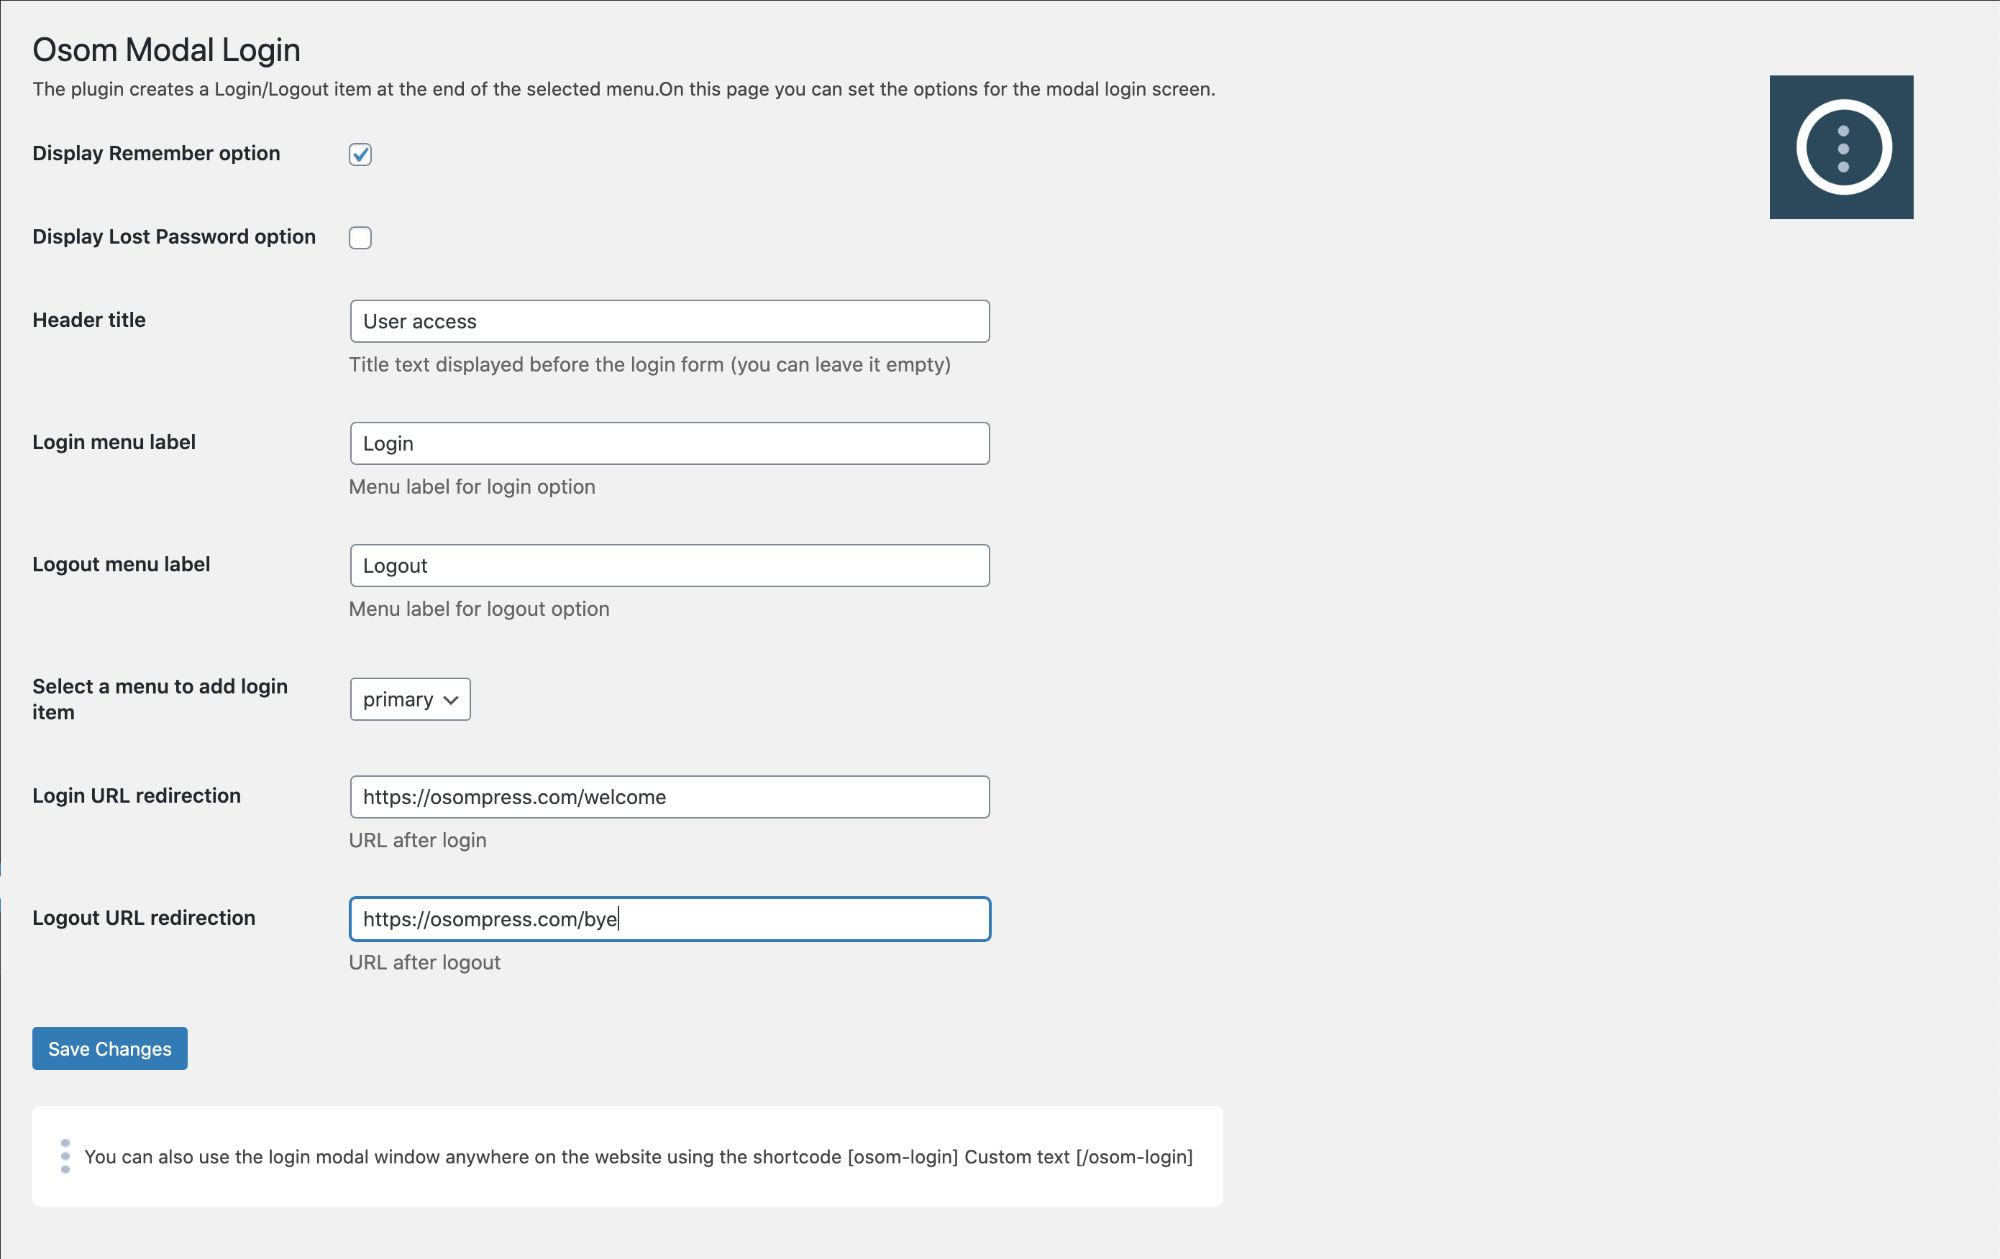 Osom Modal Login
The plugin creates a Login/Logout item at the end of the selected menu.On this page you can set the options for the modal login screen.
Display Remember option
Display Lost Password option
Header title
User access
Title text displayed before the login form (you can leave it empty)
Login menu label
Login
Menu label for login option
Logout menu label
Logout
Menu label for logout option
Select a menu to add login
item
primary
Login URL redirection
https://osompress.com/welcome
URL after login
Logout URL redirection
https://osompress.com/bye
URL after logout
Save Changes
You can also use the login modal window anywhere on the website using the shortcode [osom-login] Custom text [/osom-login]